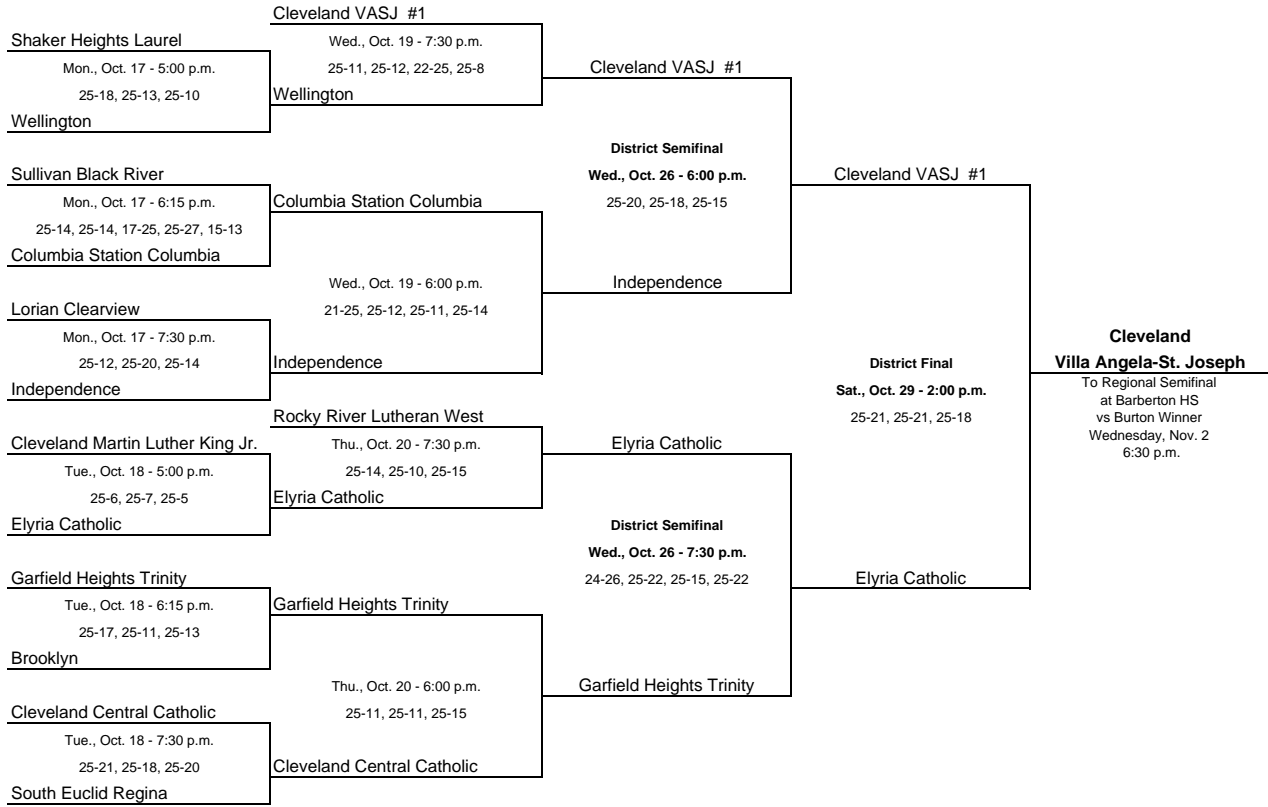 Cleveland VASJ  #1
Shaker Heights Laurel
Wed., Oct. 19 - 7:30 p.m.
Mon., Oct. 17 - 5:00 p.m.
25-11, 25-12, 22-25, 25-8
Cleveland VASJ  #1
25-18, 25-13, 25-10
Wellington
Wellington
District Semifinal
Sullivan Black River
Wed., Oct. 26 - 6:00 p.m.
Cleveland VASJ  #1
Mon., Oct. 17 - 6:15 p.m.
Columbia Station Columbia
25-20, 25-18, 25-15
25-14, 25-14, 17-25, 25-27, 15-13
Columbia Station Columbia
Wed., Oct. 19 - 6:00 p.m.
Independence
Lorian Clearview
21-25, 25-12, 25-11, 25-14
Mon., Oct. 17 - 7:30 p.m.
Cleveland
25-12, 25-20, 25-14
Independence
District Final
Villa Angela-St. Joseph
Independence
Sat., Oct. 29 - 2:00 p.m.
To Regional Semifinal
at Barberton HS
Rocky River Lutheran West
25-21, 25-21, 25-18
vs Burton Winner
Cleveland Martin Luther King Jr.
Thu., Oct. 20 - 7:30 p.m.
Elyria Catholic
Wednesday, Nov. 2
6:30 p.m.
Tue., Oct. 18 - 5:00 p.m.
25-14, 25-10, 25-15
25-6, 25-7, 25-5
Elyria Catholic
Elyria Catholic
District Semifinal
Wed., Oct. 26 - 7:30 p.m.
Garfield Heights Trinity
24-26, 25-22, 25-15, 25-22
Elyria Catholic
Tue., Oct. 18 - 6:15 p.m.
Garfield Heights Trinity
25-17, 25-11, 25-13
Brooklyn
Thu., Oct. 20 - 6:00 p.m.
Garfield Heights Trinity
Cleveland Central Catholic
25-11, 25-11, 25-15
Tue., Oct. 18 - 7:30 p.m.
25-21, 25-18, 25-20
Cleveland Central Catholic
South Euclid Regina